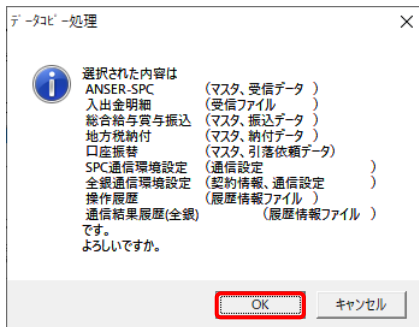 ﾃﾞｰﾀｺﾋﾟｰ処理
選択された内容は
ANSER-SPC （マスタ、受信データ ）
入出金明細 （受信ファイル ）
総合給与賞与振込 （マスタ、振込データ ）
地方税納付 （マスタ、納付データ ）
口座振替 （マスタ、引落依頼データ）
SPC通信環境設定 （通信設定 ）
全銀通信環境設定 （契約情報、通信設定 ）
操作履歴 （履歴情報ファイル ）
通信結果履歴(全銀) （履歴情報ファイル ）
です。
よろしいですか。
OK キャンセル